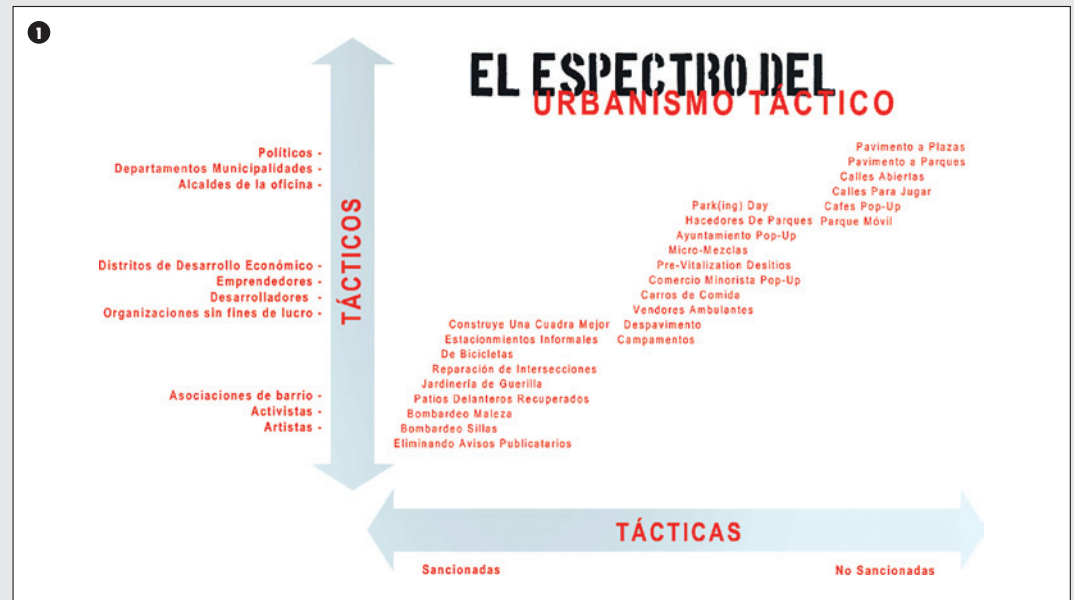 1
EL ESPECTRO DEL
URBANISMO TÁCTICO
Políticos -
Departamentos Municipalidades -
Alcaldes de la oficina -
Distritos de Desarrollo Económico -
Emprendedores -
Desarrolladores -
Organizaciones sin fines de lucro -
Asociaciones de barrio -
Activistas -
Artistas -
TÁCTICOS
Pavimento a Plazas
Pavimento a Parques
Calles Abierlas
Calles Para Jugar
Cafes Pop-Up
Parque Móvil
Park(ing) Day
Hacedores De Parques
Ayuntamiento Pop-Up
Micro-Mezclas
Pre-Vitalization Desitios
Comercio Minorista Pop-Up
Carros de Comida
Vendores Ambulantes
Despavimento
Campamentos
Construye Una Cuadra Mejor
Estacionmientos Informales
De Bicicletas
Reparación de Intersecciones
Jardinería de Guerilla
Patios Delanteros Recuperados
Bombardeo Maleza
Bombardeo Sillas
Eliminando Avisos Publicatarios
TÁCTICAS
Sancionadas
No Sancionadas